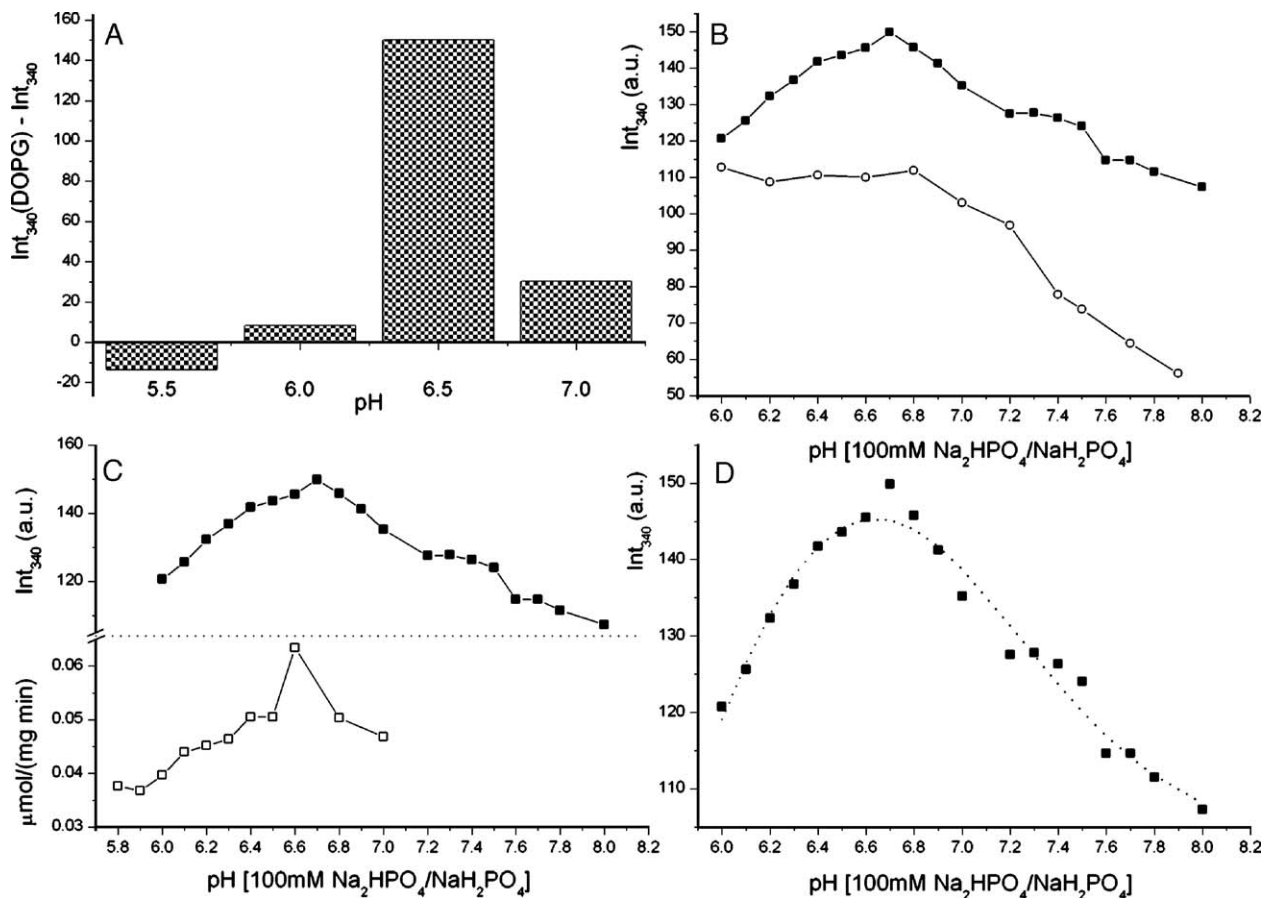 A
Int₃₄₀(DOPG) - Int₃₄₀
160
140
120
100
80
60
40
20
0
-20
5.5 6.0 6.5 7.0
pH
B
Int₃₄₀ (a.u.)
150
140
130
120
110
100
90
80
70
60
50
6.0 6.2 6.4 6.6 6.8 7.0 7.2 7.4 7.6 7.8 8.0 8.2
pH [100mM Na₂HPO₄/NaH₂PO₄]
C
Int₃₄₀ (a.u.)
160
140
120
µmol/(mg min)
0.06
0.05
0.04
0.03
5.8 6.0 6.2 6.4 6.6 6.8 7.0 7.2 7.4 7.6 7.8 8.0 8.2
pH [100mM Na₂HPO₄/NaH₂PO₄]
D
Int₃₄₀ (a.u.)
150
140
130
120
110
6.0 6.2 6.4 6.6 6.8 7.0 7.2 7.4 7.6 7.8 8.0 8.2
pH [100mM Na₂HPO₄/NaH₂PO₄]